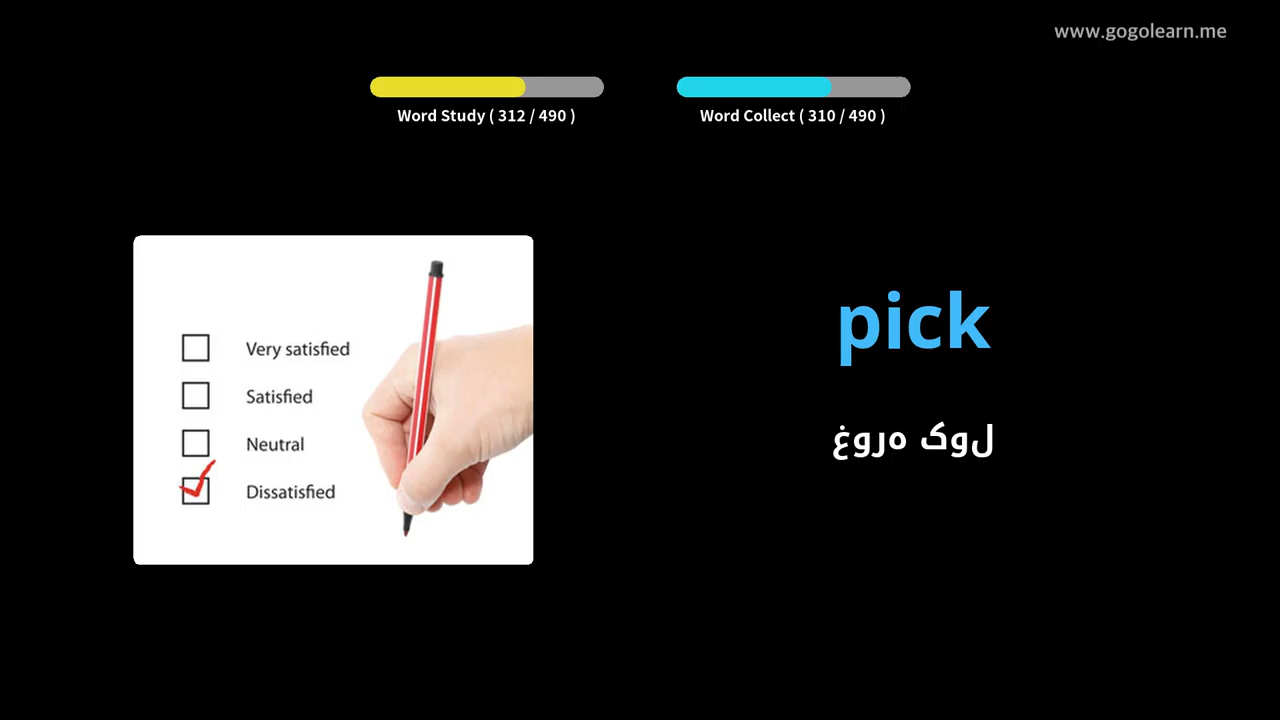 www.gogolearn.me
Word Study ( 312 / 490 )
Word Collect ( 310 / 490 )
Very satisfied
Satisfied
Neutral
Dissatisfied
pick
لوک هروغ